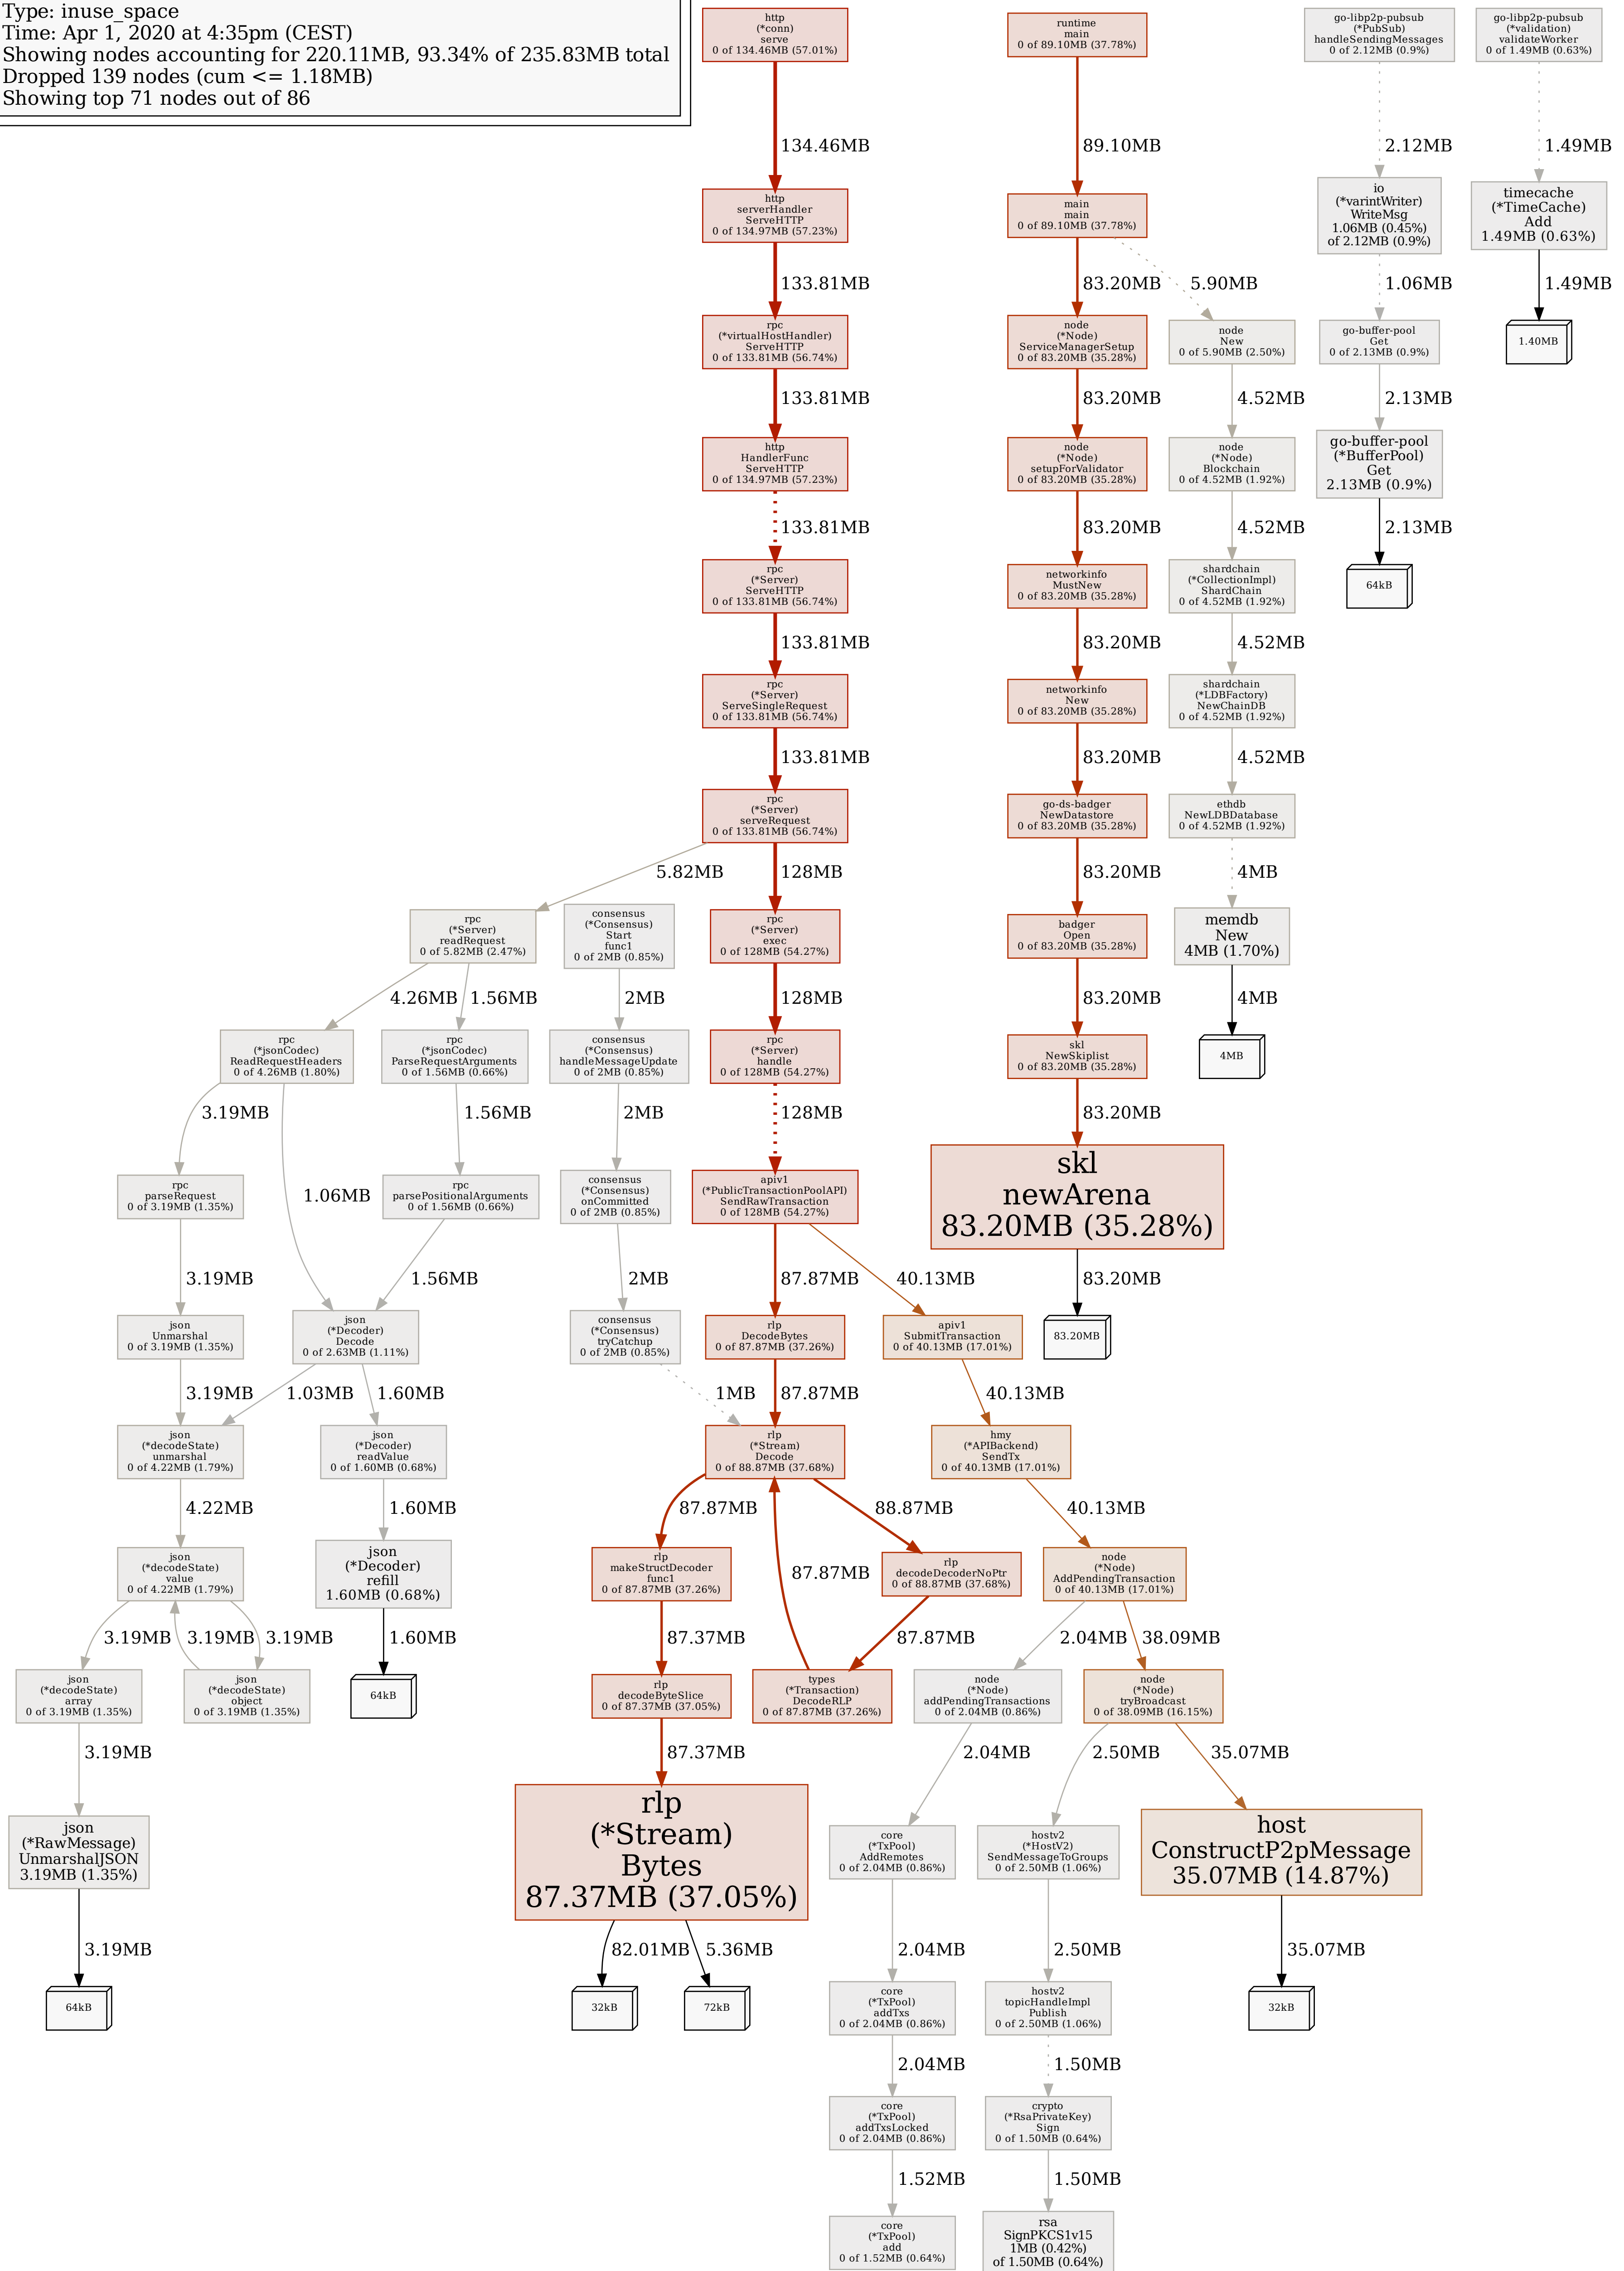 Type: inuse_space
Time: Apr 1, 2020 at 4:35pm (CEST)
Showing nodes accounting for 220.11MB, 93.34% of 235.83MB total
Dropped 139 nodes (cum <= 1.18MB)
Showing top 71 nodes out of 86
http
(*conn)
serve
0 of 134.46MB (57.01%)
runtime
main
0 of 89.10MB (37.78%)
go-libp2p-pubsub
(*PubSub)
handleSendingMessages
0 of 2.12MB (0.9%)
go-libp2p-pubsub
(*validation)
validateWorker
0 of 1.49MB (0.63%)
134.46MB
89.10MB
2.12MB
1.49MB
http
serverHandler
ServeHTTP
0 of 134.97MB (57.23%)
main
main
0 of 89.10MB (37.78%)
io
(*varintWriter)
WriteMsg
1.06MB (0.45%)
of 2.12MB (0.9%)
timecache
(*TimeCache)
Add
1.49MB (0.63%)
133.81MB
83.20MB
5.90MB
1.06MB
1.49MB
rpc
(*virtualHostHandler)
ServeHTTP
0 of 133.81MB (56.74%)
node
(*Node)
ServiceManagerSetup
0 of 83.20MB (35.28%)
node
New
0 of 5.90MB (2.50%)
go-buffer-pool
Get
0 of 2.13MB (0.9%)
1.40MB
133.81MB
83.20MB
4.52MB
2.13MB
http
HandlerFunc
ServeHTTP
0 of 134.97MB (57.23%)
node
(*Node)
setupForValidator
0 of 83.20MB (35.28%)
node
(*Node)
Blockchain
0 of 4.52MB (1.92%)
go-buffer-pool
(*BufferPool)
Get
2.13MB (0.9%)
133.81MB
83.20MB
4.52MB
2.13MB
rpc
(*Server)
ServeHTTP
0 of 133.81MB (56.74%)
networkinfo
MustNew
0 of 83.20MB (35.28%)
shardchain
(*CollectionImpl)
ShardChain
0 of 4.52MB (1.92%)
64kB
133.81MB
83.20MB
4.52MB
rpc
(*Server)
ServeSingleRequest
0 of 133.81MB (56.74%)
networkinfo
New
0 of 83.20MB (35.28%)
shardchain
(*LDBFactory)
NewChainDB
0 of 4.52MB (1.92%)
133.81MB
83.20MB
4.52MB
rpc
(*Server)
serveRequest
0 of 133.81MB (56.74%)
go-ds-badger
NewDatastore
0 of 83.20MB (35.28%)
ethdb
NewLDBDatabase
0 of 4.52MB (1.92%)
5.82MB
128MB
83.20MB
4MB
rpc
(*Server)
readRequest
0 of 5.82MB (2.47%)
consensus
(*Consensus)
Start
func1
0 of 2MB (0.85%)
rpc
(*Server)
exec
0 of 128MB (54.27%)
badger
Open
0 of 83.20MB (35.28%)
memdb
New
4MB (1.70%)
4.26MB
1.56MB
2MB
128MB
83.20MB
4MB
rpc
(*jsonCodec)
ReadRequestHeaders
0 of 4.26MB (1.80%)
rpc
(*jsonCodec)
ParseRequestArguments
0 of 1.56MB (0.66%)
consensus
(*Consensus)
handleMessageUpdate
0 of 2MB (0.85%)
rpc
(*Server)
handle
0 of 128MB (54.27%)
skl
NewSkiplist
0 of 83.20MB (35.28%)
4MB
3.19MB
1.06MB
1.56MB
2MB
128MB
83.20MB
rpc
parseRequest
0 of 3.19MB (1.35%)
rpc
parsePositionalArguments
0 of 1.56MB (0.66%)
consensus
(*Consensus)
onCommitted
0 of 2MB (0.85%)
apiv1
(*PublicTransactionPoolAPI)
SendRawTransaction
0 of 128MB (54.27%)
skl
newArena
83.20MB (35.28%)
3.19MB
1.56MB
2MB
87.87MB
40.13MB
83.20MB
json
Unmarshal
0 of 3.19MB (1.35%)
json
(*Decoder)
Decode
0 of 2.63MB (1.11%)
consensus
(*Consensus)
tryCatchup
0 of 2MB (0.85%)
rlp
DecodeBytes
0 of 87.87MB (37.26%)
apiv1
SubmitTransaction
0 of 40.13MB (17.01%)
83.20MB
3.19MB
1.03MB
1.60MB
1MB
87.87MB
40.13MB
json
(*decodeState)
unmarshal
0 of 4.22MB (1.79%)
json
(*Decoder)
readValue
0 of 1.60MB (0.68%)
rlp
(*Stream)
Decode
0 of 88.87MB (37.68%)
hmy
(*APIBackend)
SendTx
0 of 40.13MB (17.01%)
4.22MB
1.60MB
87.87MB
88.87MB
40.13MB
json
(*decodeState)
value
0 of 4.22MB (1.79%)
json
(*Decoder)
refill
1.60MB (0.68%)
rlp
makeStructDecoder
func1
0 of 87.87MB (37.26%)
87.87MB
rlp
decodeDecoderNoPtr
0 of 88.87MB (37.68%)
node
(*Node)
AddPendingTransaction
0 of 40.13MB (17.01%)
3.19MB
3.19MB
3.19MB
1.60MB
87.37MB
87.87MB
2.04MB
38.09MB
json
(*decodeState)
array
0 of 3.19MB (1.35%)
json
(*decodeState)
object
0 of 3.19MB (1.35%)
64kB
rlp
decodeByteSlice
0 of 87.37MB (37.05%)
types
(*Transaction)
DecodeRLP
0 of 87.87MB (37.26%)
node
(*Node)
addPendingTransactions
0 of 2.04MB (0.86%)
node
(*Node)
tryBroadcast
0 of 38.09MB (16.15%)
3.19MB
87.37MB
2.04MB
2.50MB
35.07MB
json
(*RawMessage)
UnmarshalJSON
3.19MB (1.35%)
rlp
(*Stream)
Bytes
87.37MB (37.05%)
core
(*TxPool)
AddRemotes
0 of 2.04MB (0.86%)
hostv2
(*HostV2)
SendMessageToGroups
0 of 2.50MB (1.06%)
host
ConstructP2pMessage
35.07MB (14.87%)
3.19MB
82.01MB
5.36MB
2.04MB
2.50MB
35.07MB
64kB
32kB
72kB
core
(*TxPool)
addTxs
0 of 2.04MB (0.86%)
hostv2
topicHandleImpl
Publish
0 of 2.50MB (1.06%)
32kB
2.04MB
1.50MB
core
(*TxPool)
addTxsLocked
0 of 2.04MB (0.86%)
crypto
(*RsaPrivateKey)
Sign
0 of 1.50MB (0.64%)
1.52MB
1.50MB
core
(*TxPool)
add
0 of 1.52MB (0.64%)
rsa
SignPKCS1v15
1MB (0.42%)
of 1.50MB (0.64%)